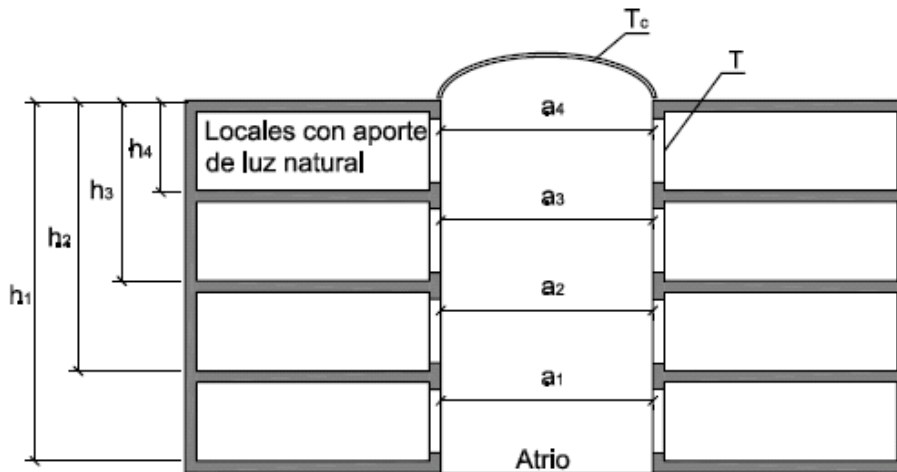 Tc
T
a4
Locales con aporte
de luz natural
h4
a3
h3
h2
a2
h1
a1
Atrio